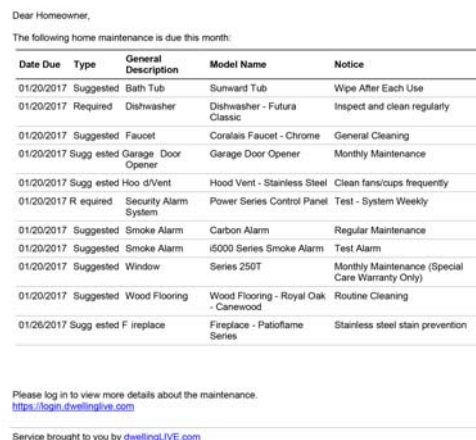 Dear Homeowner,
The following home maintenance is due this month:
Date Due Type General Description Model Name Notice
01/20/2017 Suggested Bath Tub Sunward Tub Wipe After Each Use
01/20/2017 Required Dishwasher Dishwasher - Futura Classic Inspect and clean regularly
01/20/2017 Suggested Faucet Coralais Faucet - Chrome General Cleaning
01/20/2017 Sugg ested Garage Door Opener Garage Door Opener Monthly Maintenance
01/20/2017 Sugg ested Hoo d/Vent Hood Vent - Stainless Steel Clean fans/cups frequently
01/20/2017 R equired Security Alarm System Power Series Control Panel Test - System Weekly
01/20/2017 Suggested Smoke Alarm Carbon Alarm Regular Maintenance
01/20/2017 Suggested Smoke Alarm i5000 Series Smoke Alarm Test Alarm
01/20/2017 Suggested Window Series 250T Monthly Maintenance (Special Care Warranty Only)
01/20/2017 Suggested Wood Flooring Wood Flooring - Royal Oak - Canewood Routine Cleaning
01/26/2017 Sugg ested F ireplace Fireplace - Patioflame Series Stainless steel stain prevention
Please log in to view more details about the maintenance.
https://login.dwellinglive.com
Service brought to you by dwellingLIVE.com